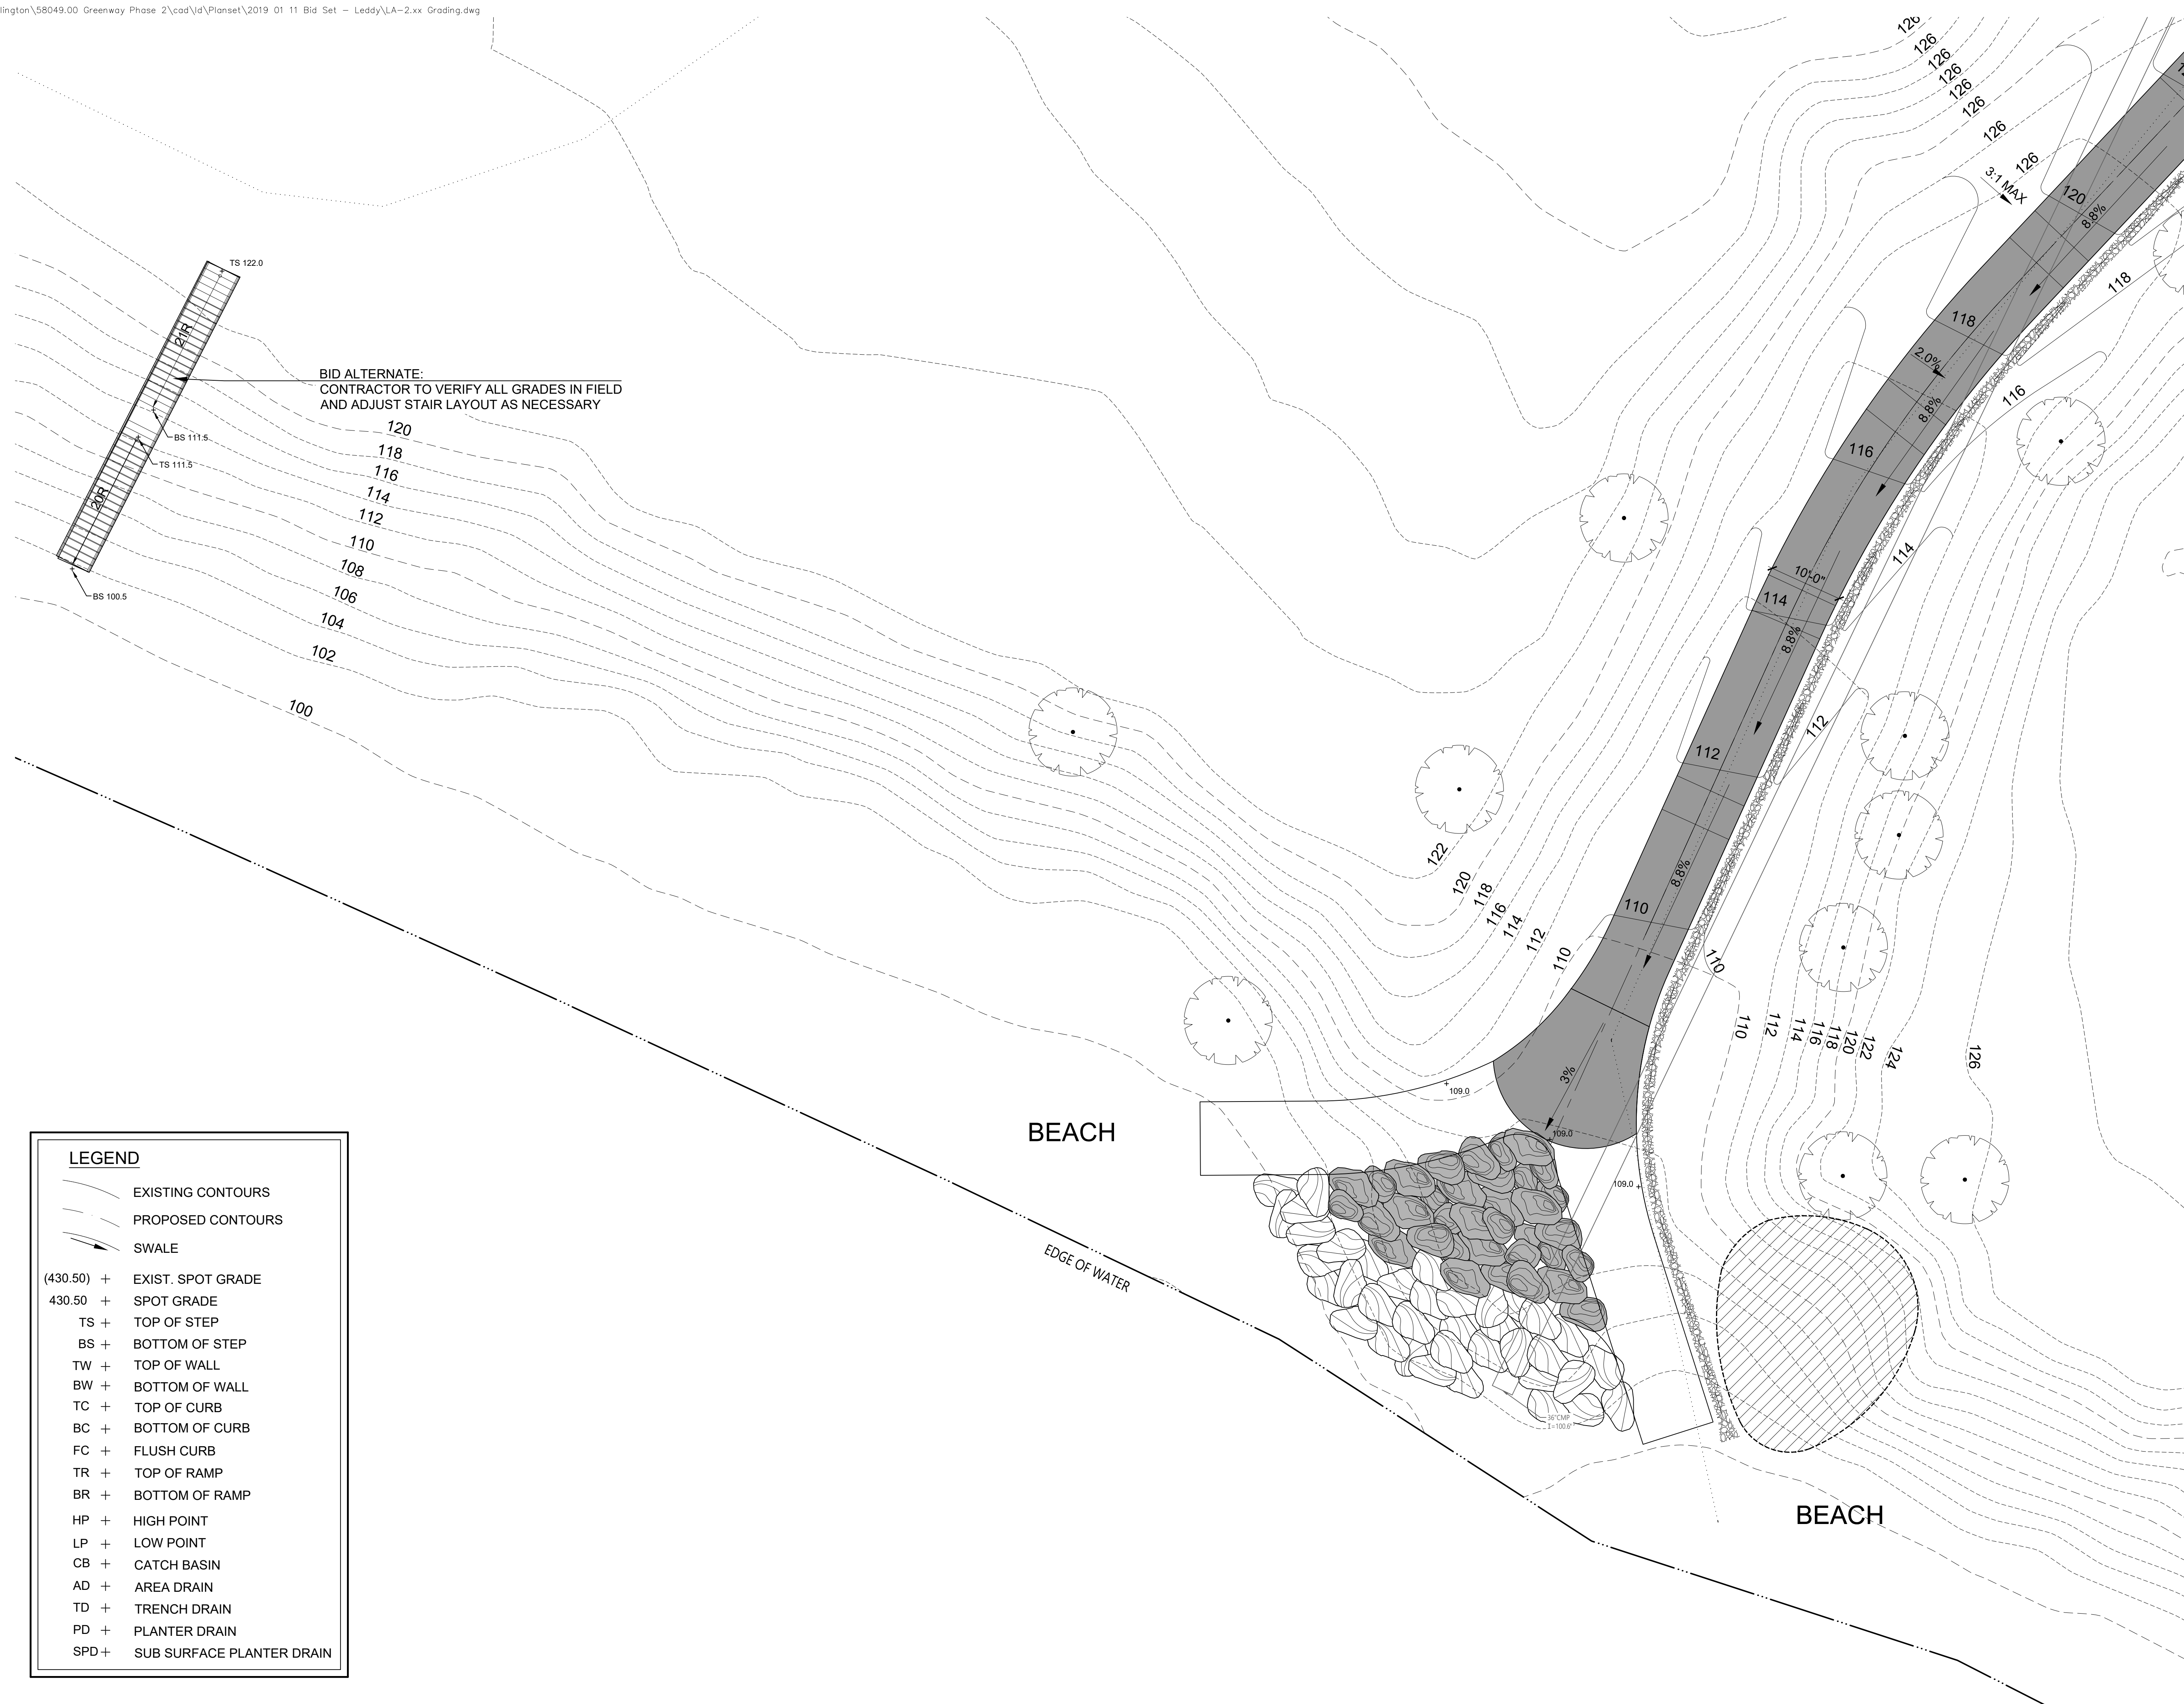 lington\58049.00 Greenway Phase 2\cad\ld\Planset\2019 01 11 Bid Set - Leddy\LA-2.xx Grading.dwg
126
126
126
126
126
126
126
126
3:1 MAX
120
8.8%
118
118
2.0%
8.8%
116
116
114
10'-0"
114
8.8%
112
112
8.8%
110
110
3%
TS 122.0
21R
BID ALTERNATE:
CONTRACTOR TO VERIFY ALL GRADES IN FIELD
AND ADJUST STAIR LAYOUT AS NECESSARY
BS 111.5
TS 111.5
20R
BS 100.5
120
118
116
114
112
110
108
106
104
102
100
122
120
118
116
114
112
110
110
112
114
116
118
120
122
124
126
109.0
109.0
109.0
BEACH
EDGE OF WATER
36"CMP
I=100.6'
BEACH
LEGEND
EXISTING CONTOURS
PROPOSED CONTOURS
SWALE
(430.50) + EXIST. SPOT GRADE
430.50 + SPOT GRADE
TS + TOP OF STEP
BS + BOTTOM OF STEP
TW + TOP OF WALL
BW + BOTTOM OF WALL
TC + TOP OF CURB
BC + BOTTOM OF CURB
FC + FLUSH CURB
TR + TOP OF RAMP
BR + BOTTOM OF RAMP
HP + HIGH POINT
LP + LOW POINT
CB + CATCH BASIN
AD + AREA DRAIN
TD + TRENCH DRAIN
PD + PLANTER DRAIN
SPD + SUB SURFACE PLANTER DRAIN